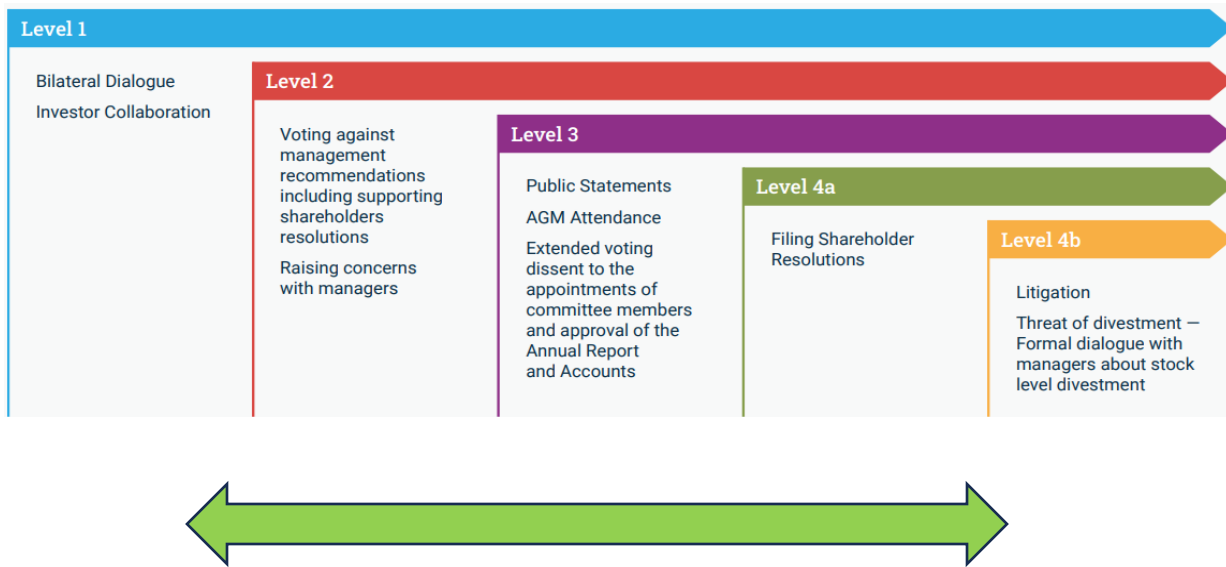 Level 1
Bilateral Dialogue
Investor Collaboration
Level 2
Voting against
management
recommendations
including supporting
shareholders
resolutions
Raising concerns
with managers
Level 3
Public Statements
AGM Attendance
Extended voting
dissent to the
appointments of
committee members
and approval of the
Annual Report
and Accounts
Level 4a
Filing Shareholder
Resolutions
Level 4b
Litigation
Threat of divestment —
Formal dialogue with
managers about stock
level divestment